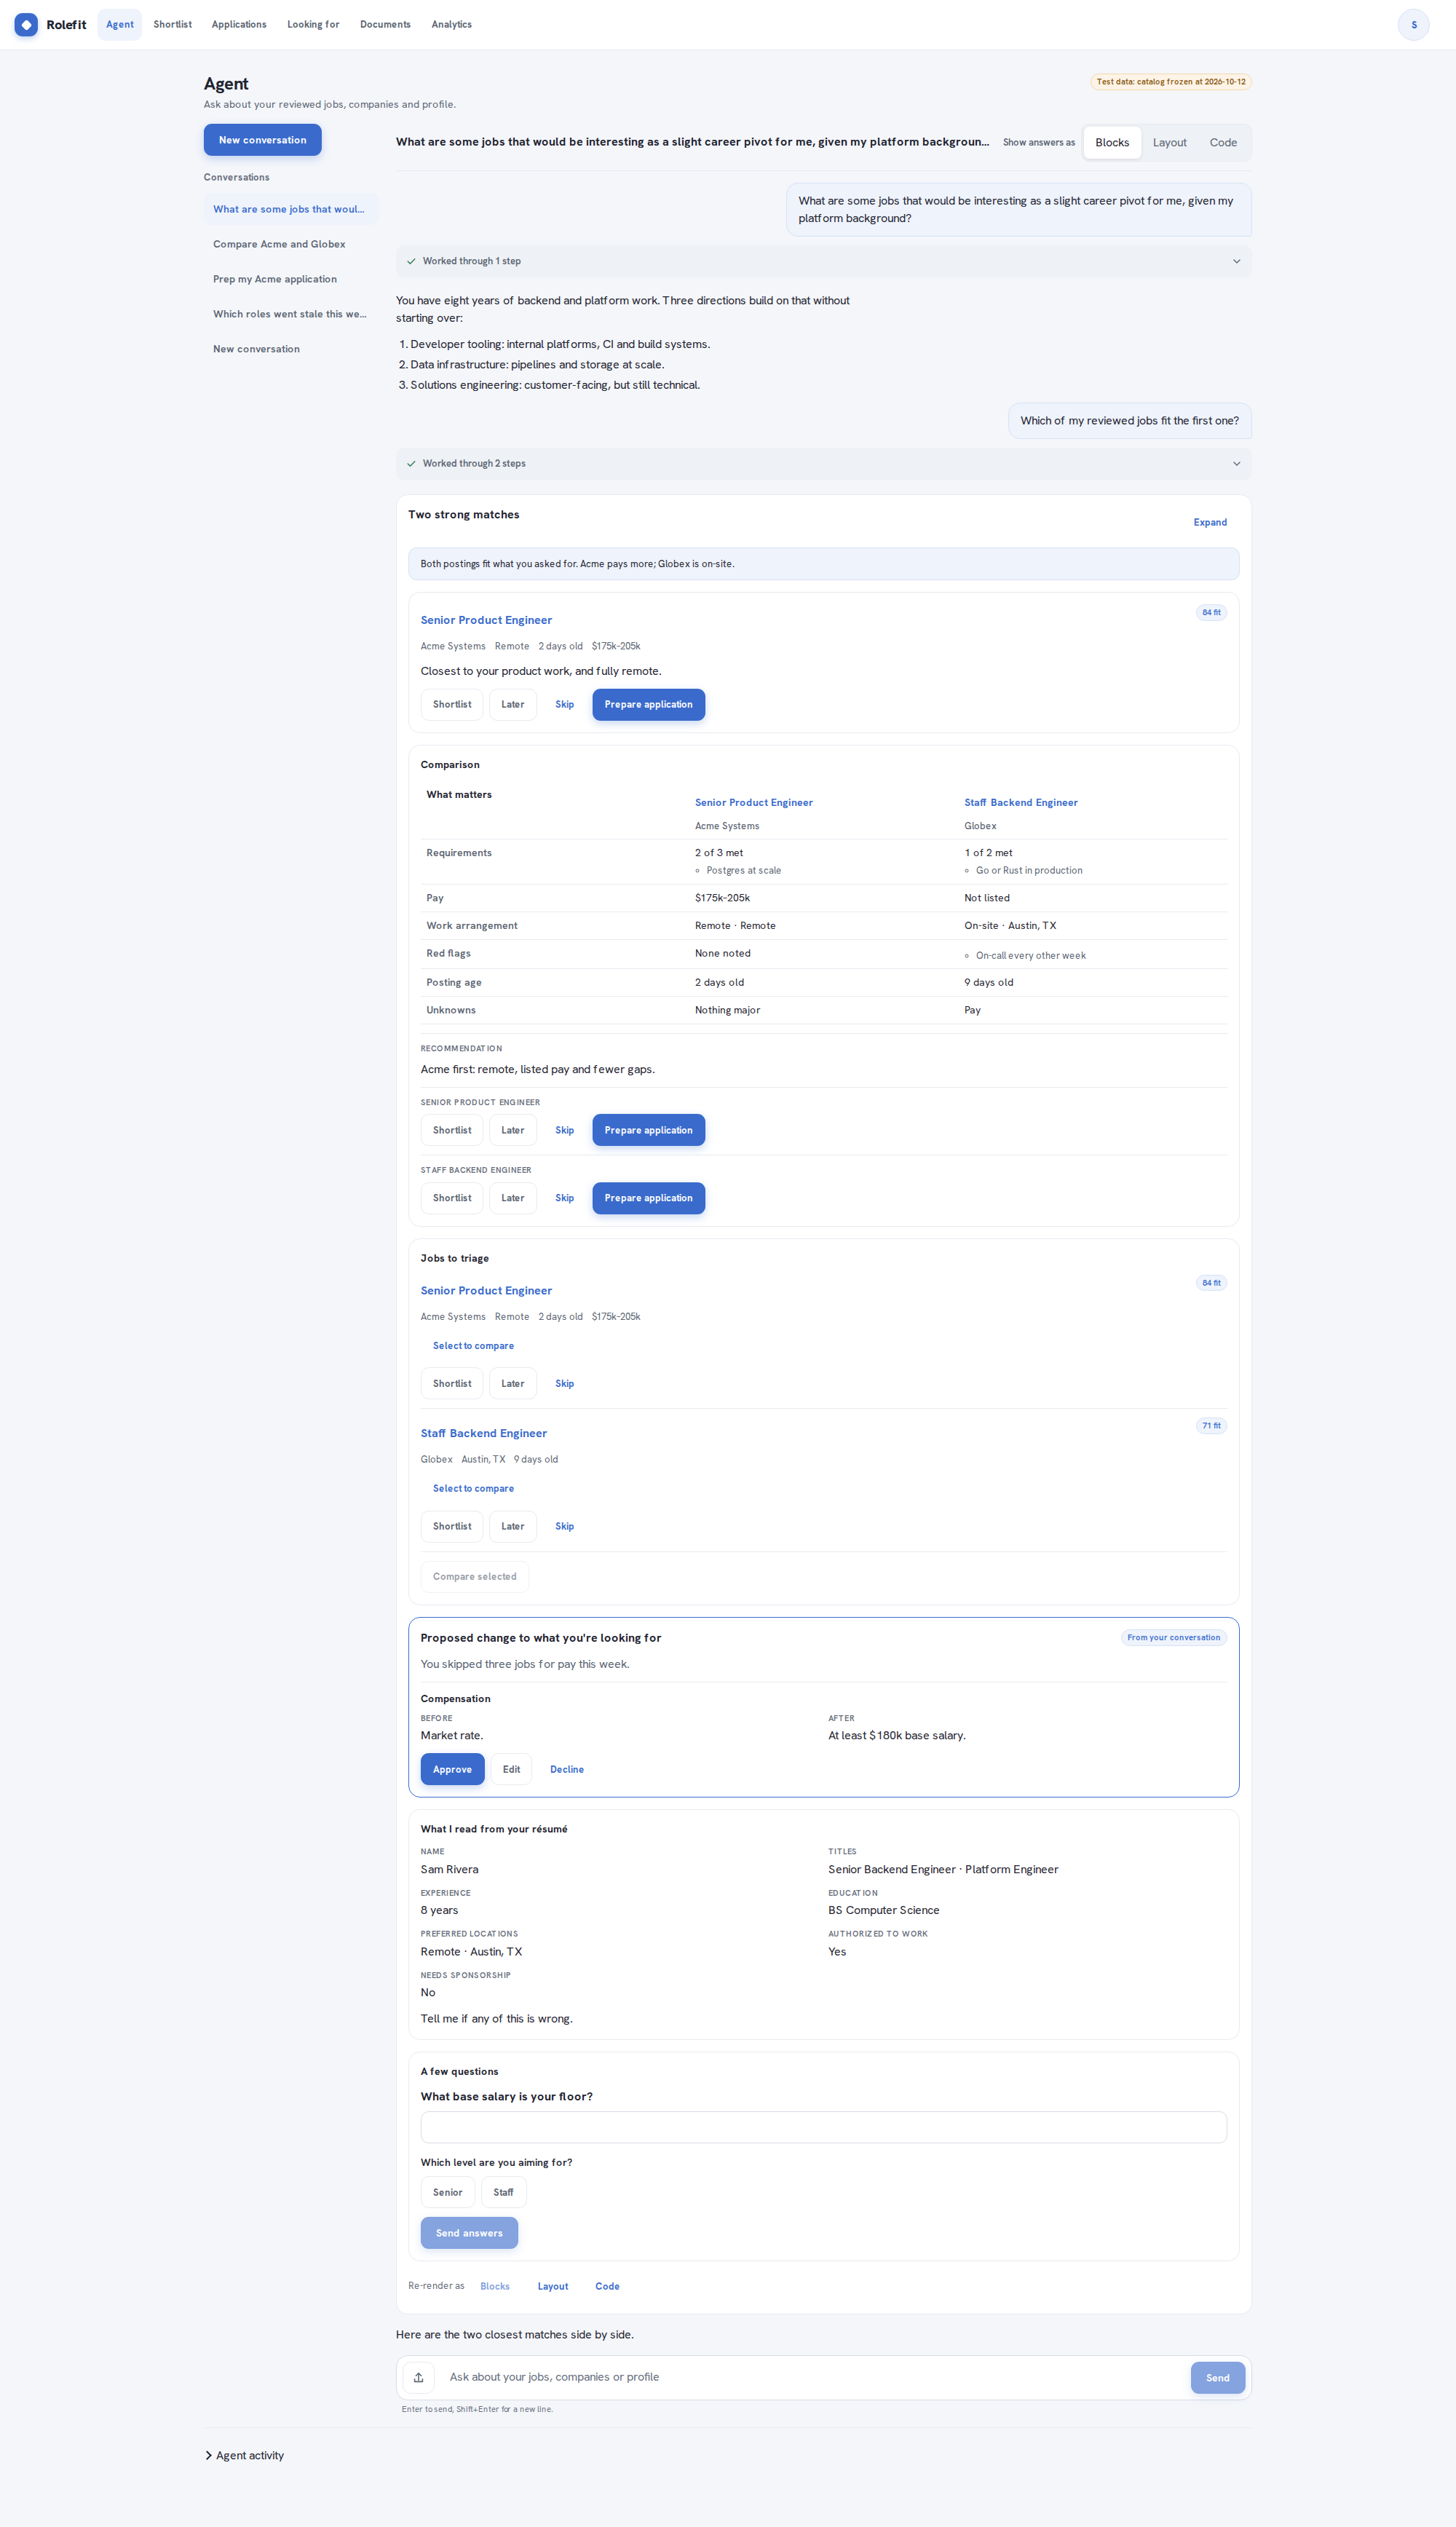 Rolefit
Agent
Shortlist
Applications
Looking for
Documents
Analytics
S
Agent
Test data: catalog frozen at 2026-10-12
Ask about your reviewed jobs, companies and profile.
New conversation
Conversations
What are some jobs that woul...
Compare Acme and Globex
Prep my Acme application
Which roles went stale this we...
New conversation
What are some jobs that would be interesting as a slight career pivot for me, given my platform backgroun...
Show answers as
Blocks
Layout
Code
What are some jobs that would be interesting as a slight career pivot for me, given my
platform background?
Worked through 1 step
You have eight years of backend and platform work. Three directions build on that without
starting over:
1. Developer tooling: internal platforms, CI and build systems.
2. Data infrastructure: pipelines and storage at scale.
3. Solutions engineering: customer-facing, but still technical.
Which of my reviewed jobs fit the first one?
Worked through 2 steps
Two strong matches
Expand
Both postings fit what you asked for. Acme pays more; Globex is on-site.
Senior Product Engineer
84 fit
Acme Systems Remote 2 days old $175k–205k
Closest to your product work, and fully remote.
Shortlist
Later
Skip
Prepare application
Comparison
What matters
Senior Product Engineer
Staff Backend Engineer
Acme Systems
Globex
Requirements
2 of 3 met
1 of 2 met
Postgres at scale
Go or Rust in production
Pay
$175k–205k
Not listed
Work arrangement
Remote · Remote
On-site · Austin, TX
Red flags
None noted
On-call every other week
Posting age
2 days old
9 days old
Unknowns
Nothing major
Pay
RECOMMENDATION
Acme first: remote, listed pay and fewer gaps.
SENIOR PRODUCT ENGINEER
Shortlist
Later
Skip
Prepare application
STAFF BACKEND ENGINEER
Shortlist
Later
Skip
Prepare application
Jobs to triage
Senior Product Engineer
84 fit
Acme Systems Remote 2 days old $175k–205k
Select to compare
Shortlist
Later
Skip
Staff Backend Engineer
71 fit
Globex Austin, TX 9 days old
Select to compare
Shortlist
Later
Skip
Compare selected
Proposed change to what you're looking for
From your conversation
You skipped three jobs for pay this week.
Compensation
BEFORE
AFTER
Market rate.
At least $180k base salary.
Approve
Edit
Decline
What I read from your résumé
NAME
TITLES
Sam Rivera
Senior Backend Engineer · Platform Engineer
EXPERIENCE
EDUCATION
8 years
BS Computer Science
PREFERRED LOCATIONS
AUTHORIZED TO WORK
Remote · Austin, TX
Yes
NEEDS SPONSORSHIP
No
Tell me if any of this is wrong.
A few questions
What base salary is your floor?
Which level are you aiming for?
Senior
Staff
Send answers
Re-render as
Blocks
Layout
Code
Here are the two closest matches side by side.
Ask about your jobs, companies or profile
Send
Enter to send, Shift+Enter for a new line.
Agent activity